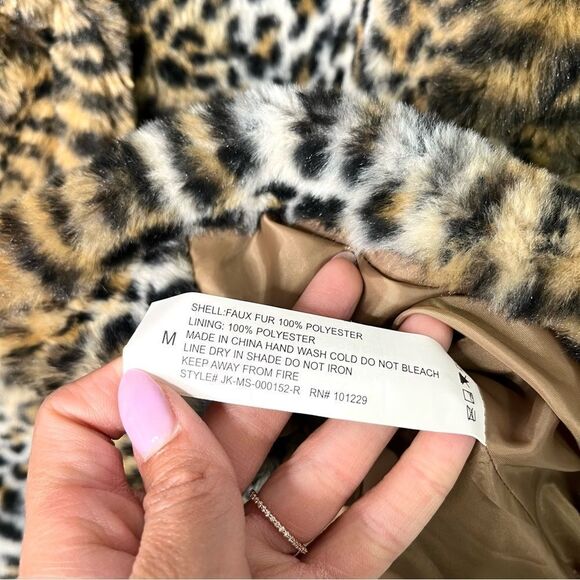 M
SHELL:FAUX FUR 100% POLYESTER
LINING: 100% POLYESTER
MADE IN CHINA HAND WASH COLD DO NOT BLEACH
LINE DRY IN SHADE DO NOT IRON
KEEP AWAY FROM FIRE
STYLE# JK-MS-000152-R RN# 101229